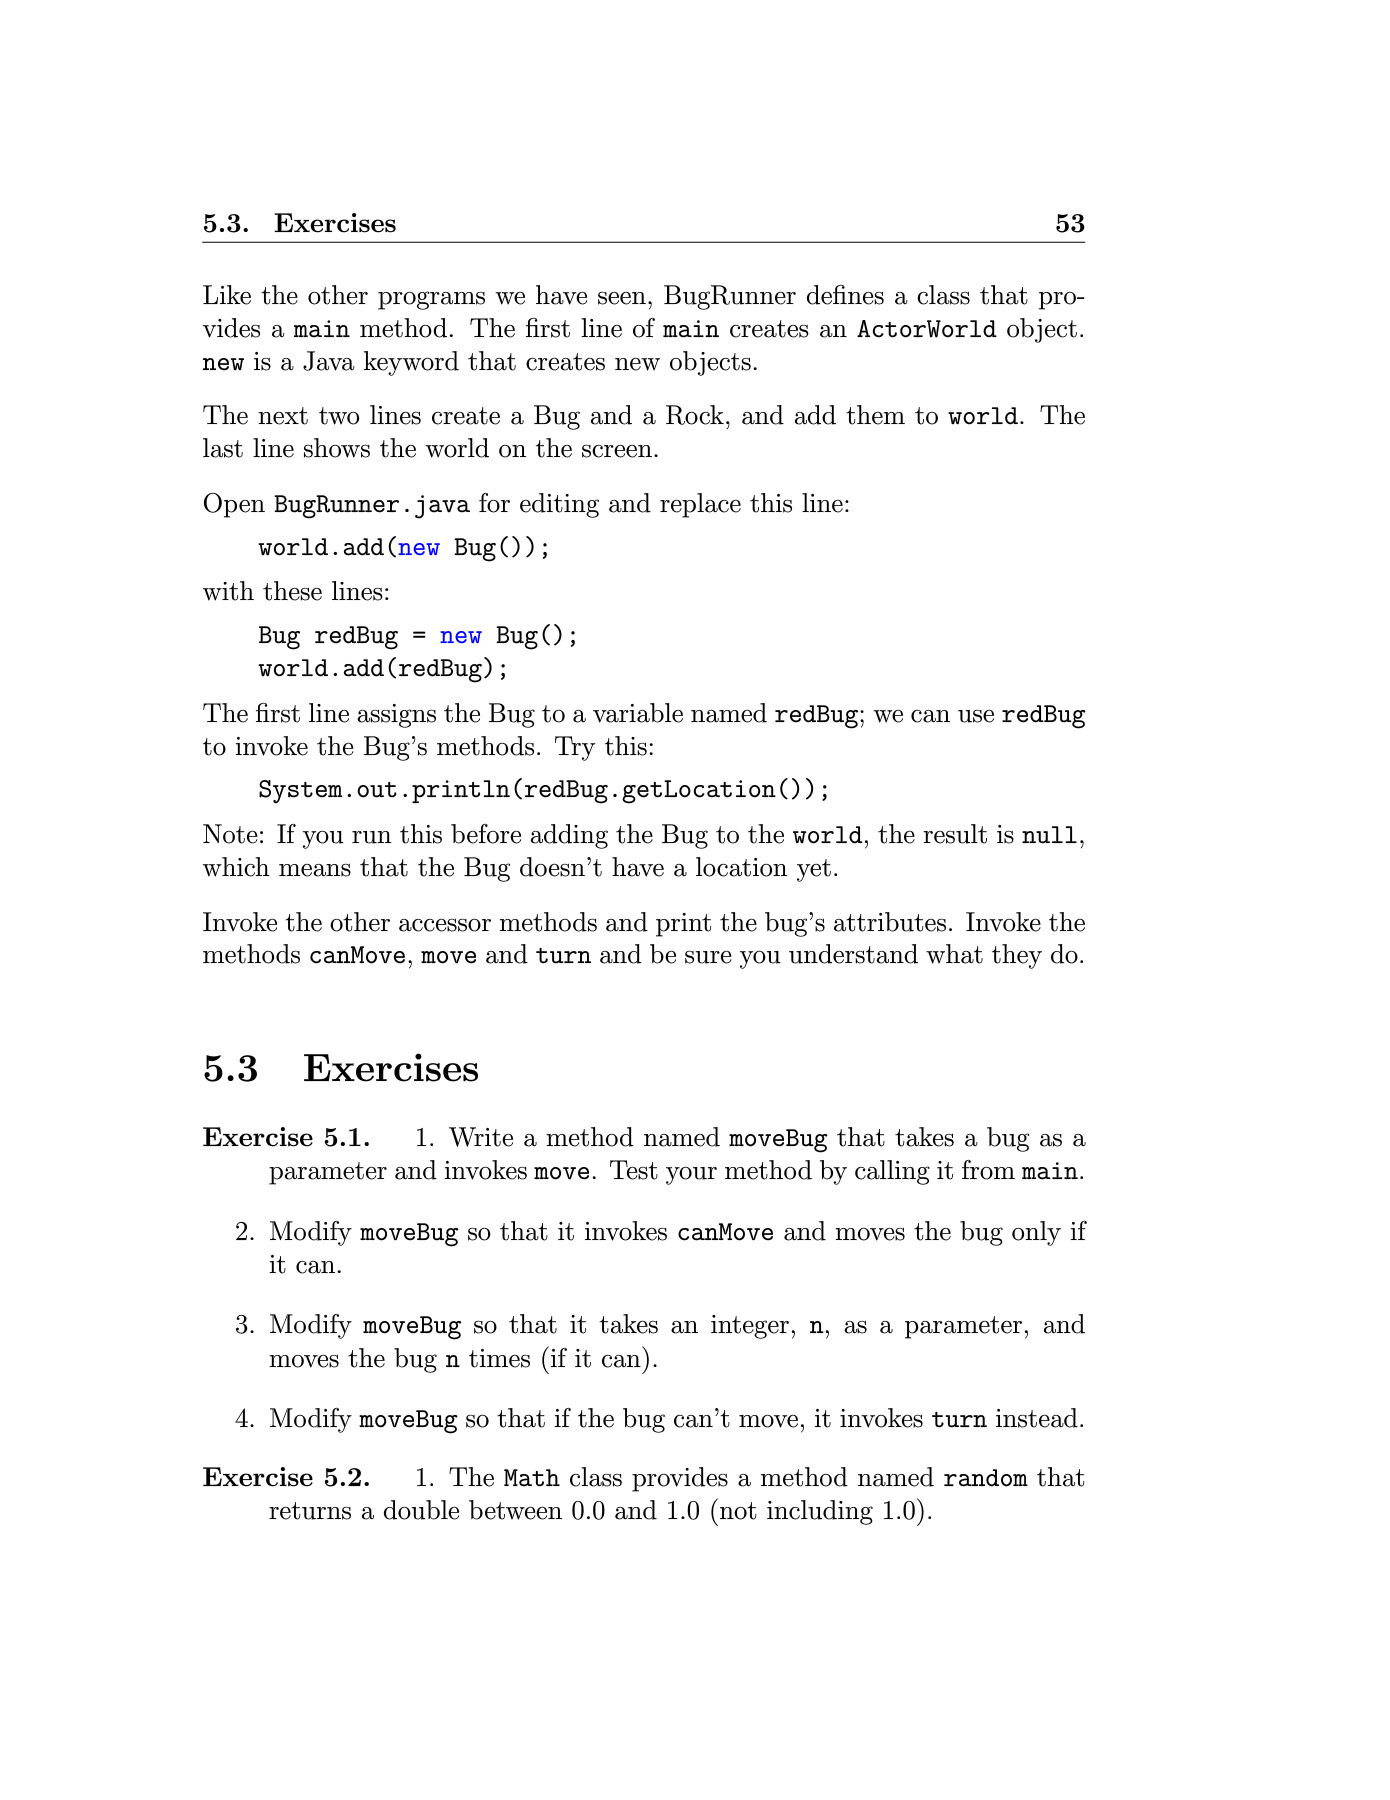 5.3. Exercises 53
Like the other programs we have seen, BugRunner defines a class that pro-
vides a main method. The first line of main creates an ActorWorld object.
new is a Java keyword that creates new objects.
The next two lines create a Bug and a Rock, and add them to world. The
last line shows the world on the screen.
Open BugRunner.java for editing and replace this line:
world.add(new Bug());
with these lines:
Bug redBug = new Bug();
world.add(redBug);
The first line assigns the Bug to a variable named redBug; we can use redBug
to invoke the Bug's methods. Try this:
System.out.println(redBug.getLocation());
Note: If you run this before adding the Bug to the world, the result is null,
which means that the Bug doesn't have a location yet.
Invoke the other accessor methods and print the bug's attributes. Invoke the
methods canMove, move and turn and be sure you understand what they do.
5.3 Exercises
Exercise 5.1. 1. Write a method named moveBug that takes a bug as a
parameter and invokes move. Test your method by calling it from main.
2. Modify moveBug so that it invokes canMove and moves the bug only if
it can.
3. Modify moveBug so that it takes an integer, n, as a parameter, and
moves the bug n times (if it can).
4. Modify moveBug so that if the bug can't move, it invokes turn instead.
Exercise 5.2. 1. The Math class provides a method named random that
returns a double between 0.0 and 1.0 (not including 1.0).